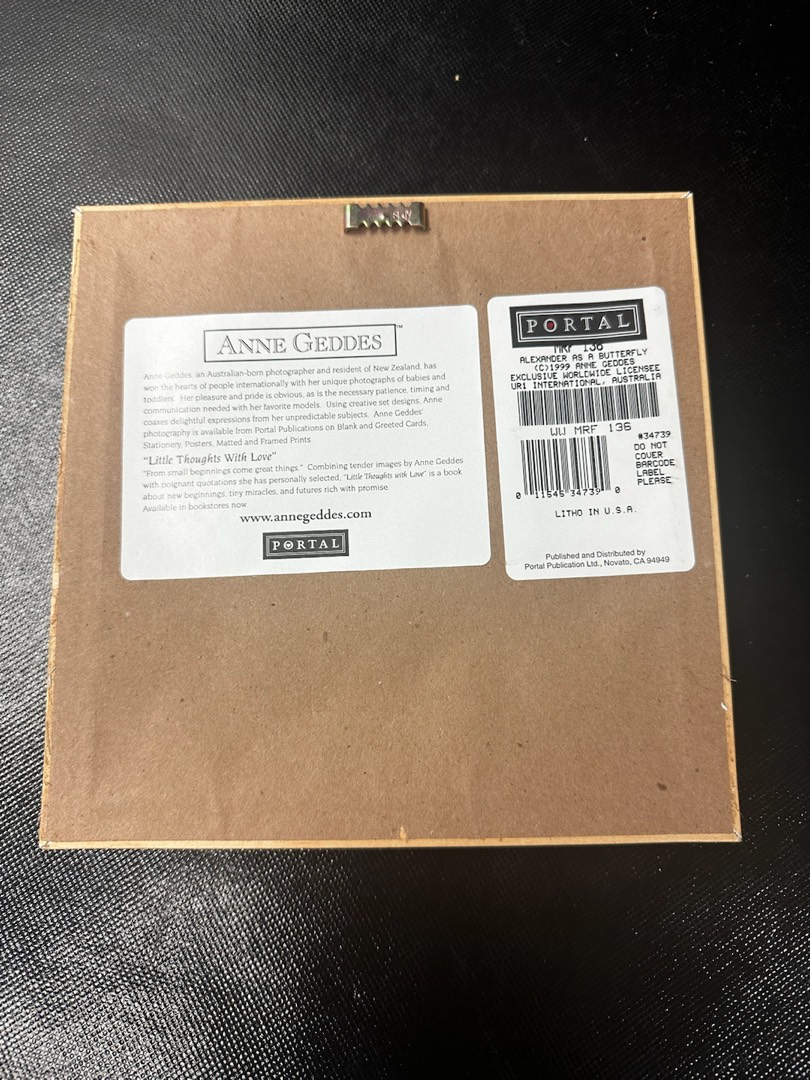 ANNE GEDDES™
Anne Geddes, an Australian-born photographer and resident of New Zealand, has
won the hearts of people internationally with her unique photographs of babies and
toddlers. Her pleasure and pride is obvious, as is the necessary patience, timing and
communication needed with her favorite models. Using creative set designs, Anne
coaxes delightful expressions from her unpredictable subjects. Anne Geddes'
photography is available from Portal Publications on Blank and Greeted Cards,
Stationery, Posters, Matted and Framed Prints.
"Little Thoughts With Love"
"From small beginnings come great things." Combining tender images by Anne Geddes
with poignant quotations she has personally selected, "Little Thoughts with Love" is a book
about new beginnings, tiny miracles, and futures rich with promise.
Available in bookstores now.
www.annegeddes.com
PORTAL
PORTAL
MRF 136
ALEXANDER AS A BUTTERFLY
(C)1999 ANNE GEDDES
EXCLUSIVE WORLDWIDE LICENSEE
UR1 INTERNATIONAL, AUSTRALIA
WW MRF 136
#34739
DO NOT
COVER
BARCODE
LABEL
PLEASE
0 11545 34739 0
LITHO IN U.S.A.
Published and Distributed by
Portal Publication Ltd., Novato, CA 94949